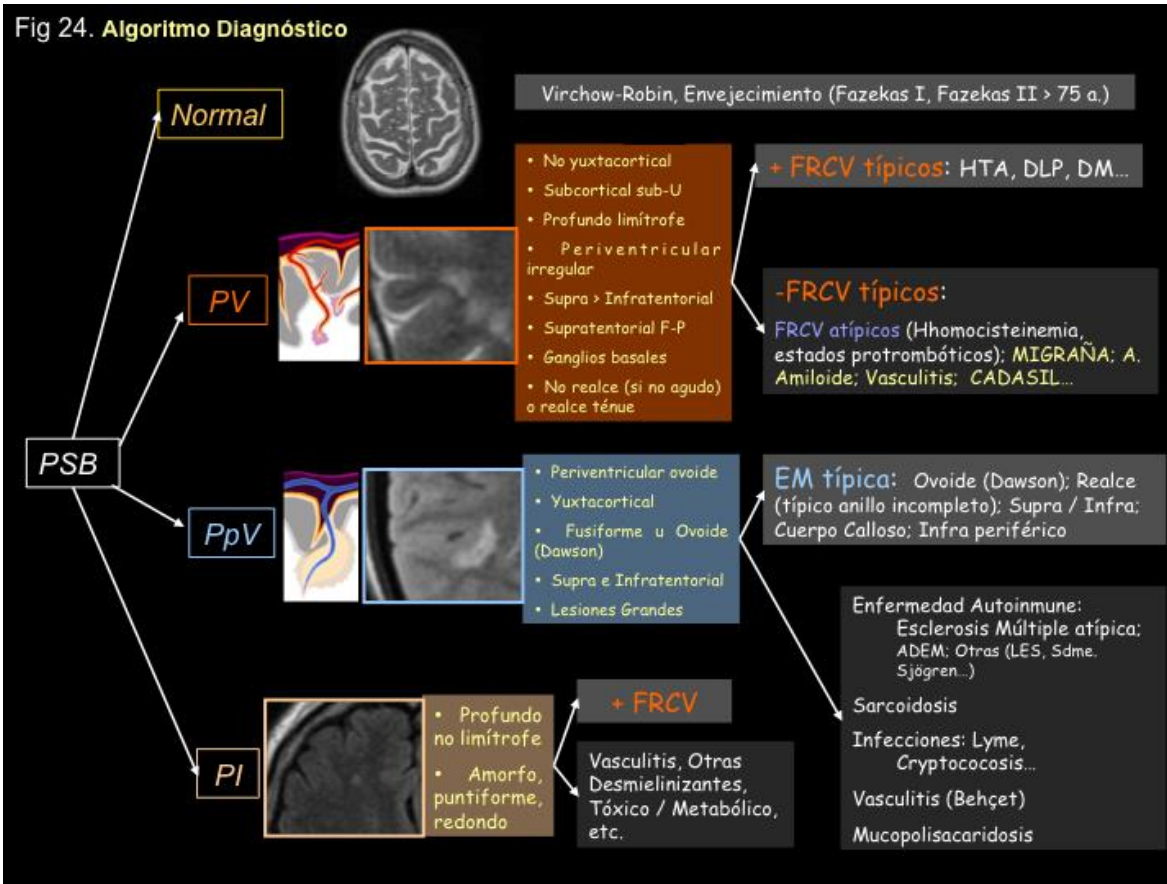 Fig 24. Algoritmo Diagnóstico
Normal
Virchow-Robin, Envejecimiento (Fazekas I, Fazekas II > 75 a.)
PSB
PV
• No yuxtacortical
• Subcortical sub-U
• Profundo limítrofe
• Periventricular
irregular
• Supra > Infratentorial
• Supratentorial F-P
• Ganglios basales
• No realce (si no agudo)
o realce ténue
+ FRCV típicos: HTA, DLP, DM...
-FRCV típicos:
FRCV atípicos (Hhomocisteinemia,
estados protrombóticos); MIGRAÑA; A.
Amiloide; Vasculitis; CADASIL...
PpV
• Periventricular ovoide
• Yuxtacortical
• Fusiforme u Ovoide
(Dawson)
• Supra e Infratentorial
• Lesiones Grandes
EM típica: Ovoide (Dawson); Realce
(típico anillo incompleto); Supra / Infra;
Cuerpo Calloso; Infra periférico
Enfermedad Autoinmune:
Esclerosis Múltiple atípica;
ADEM; Otras (LES, Sdme.
Sjögren...)
Sarcoidosis
Infecciones: Lyme,
Cryptococosis...
Vasculitis (Behçet)
Mucopolisacaridosis
PI
• Profundo
no limítrofe
• Amorfo,
puntiforme,
redondo
+ FRCV
Vasculitis, Otras
Desmielinizantes,
Tóxico / Metabólico,
etc.